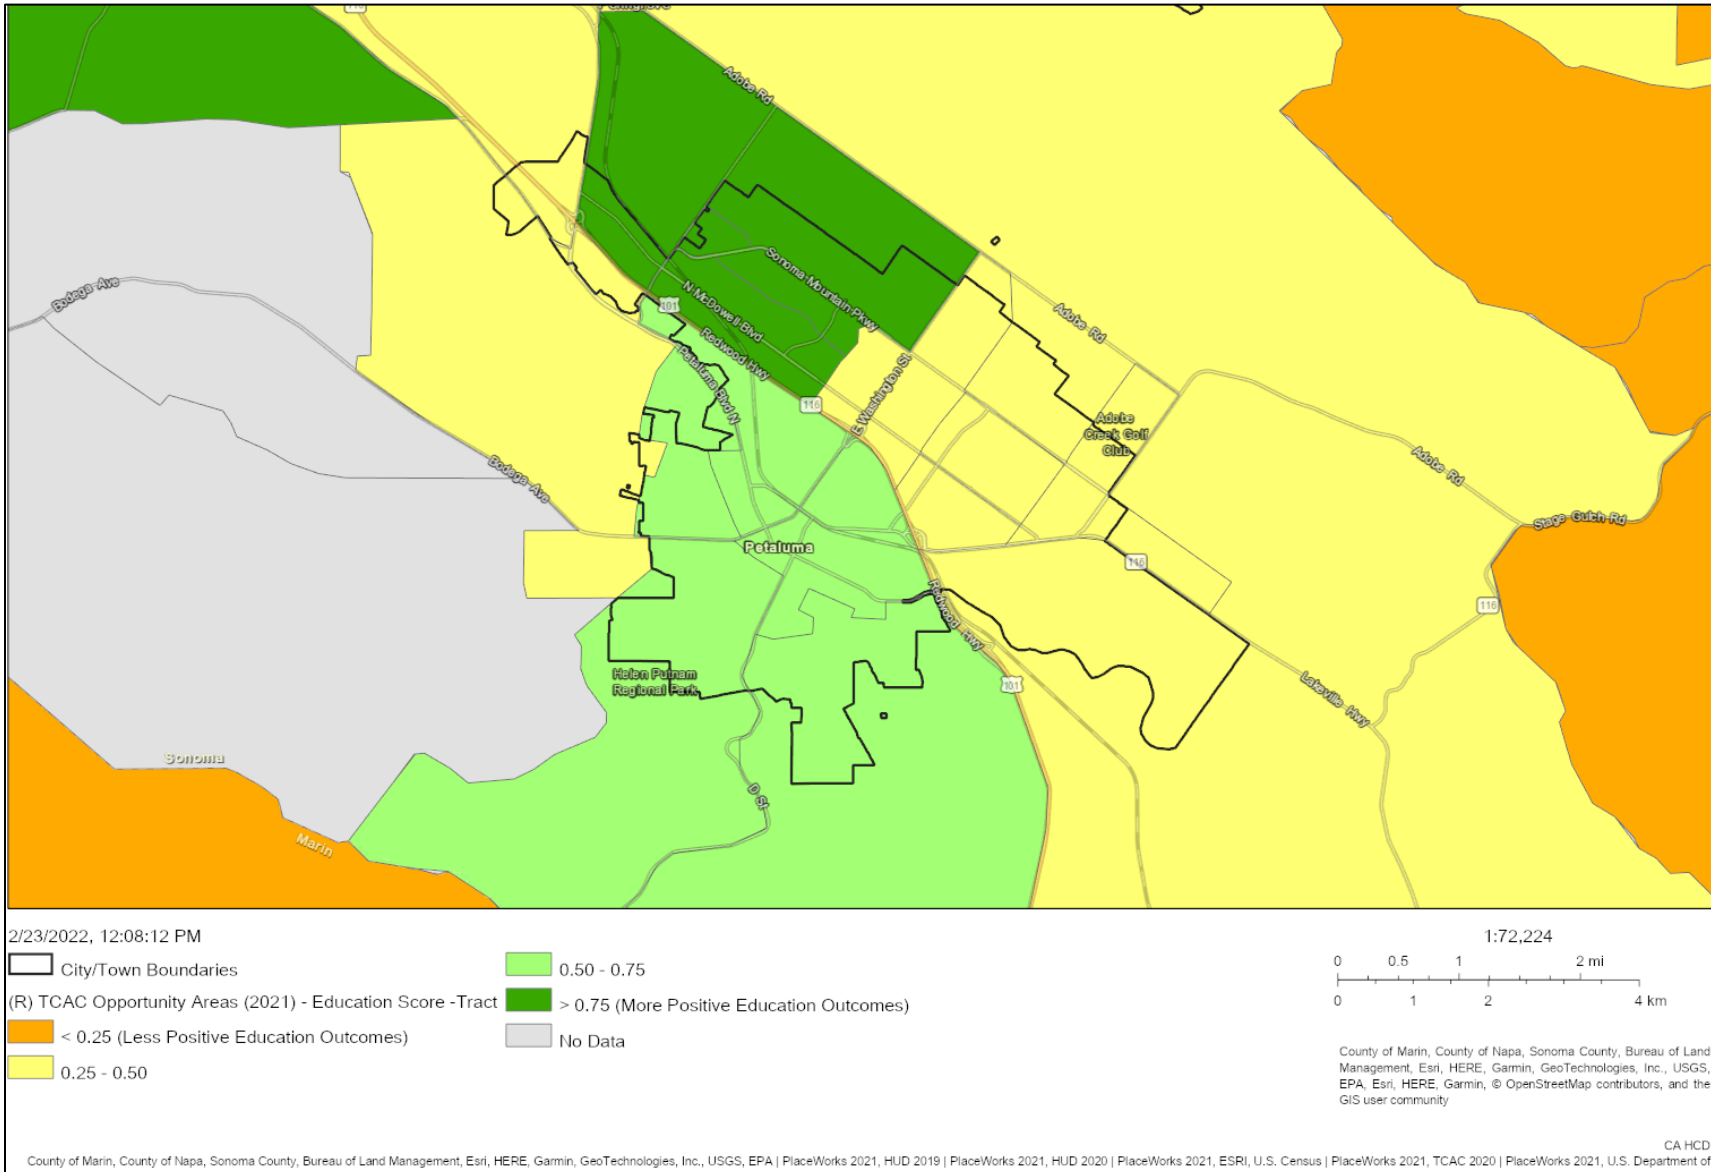 116
Penngrove
Adobe Rd
Sonoma-Mountain-Pkwy
N McDowell Blvd
101
Redwood Hwy
Petaluma Blvd N
Bodega Ave
116
E Washington St
Adobe Rd
Adobe
Creek Golf
Club
Adobe Rd
Bodega Ave
Stage Gulch Rd
Petaluma
116
116
Redwood Hwy
Helen Putnam
Regional Park
101
Lakeville Hwy
Sonoma
D St
Marin
2/23/2022, 12:08:12 PM
City/Town Boundaries
(R) TCAC Opportunity Areas (2021) - Education Score -Tract
< 0.25 (Less Positive Education Outcomes)
0.25 - 0.50
0.50 - 0.75
> 0.75 (More Positive Education Outcomes)
No Data
1:72,224
0 0.5 1 2 mi
0 1 2 4 km
County of Marin, County of Napa, Sonoma County, Bureau of Land
Management, Esri, HERE, Garmin, GeoTechnologies, Inc., USGS,
EPA, Esri, HERE, Garmin, © OpenStreetMap contributors, and the
GIS user community
CA HCD
County of Marin, County of Napa, Sonoma County, Bureau of Land Management, Esri, HERE, Garmin, GeoTechnologies, Inc., USGS, EPA | PlaceWorks 2021, HUD 2019 | PlaceWorks 2021, HUD 2020 | PlaceWorks 2021, ESRI, U.S. Census | PlaceWorks 2021, TCAC 2020 | PlaceWorks 2021, U.S. Department of